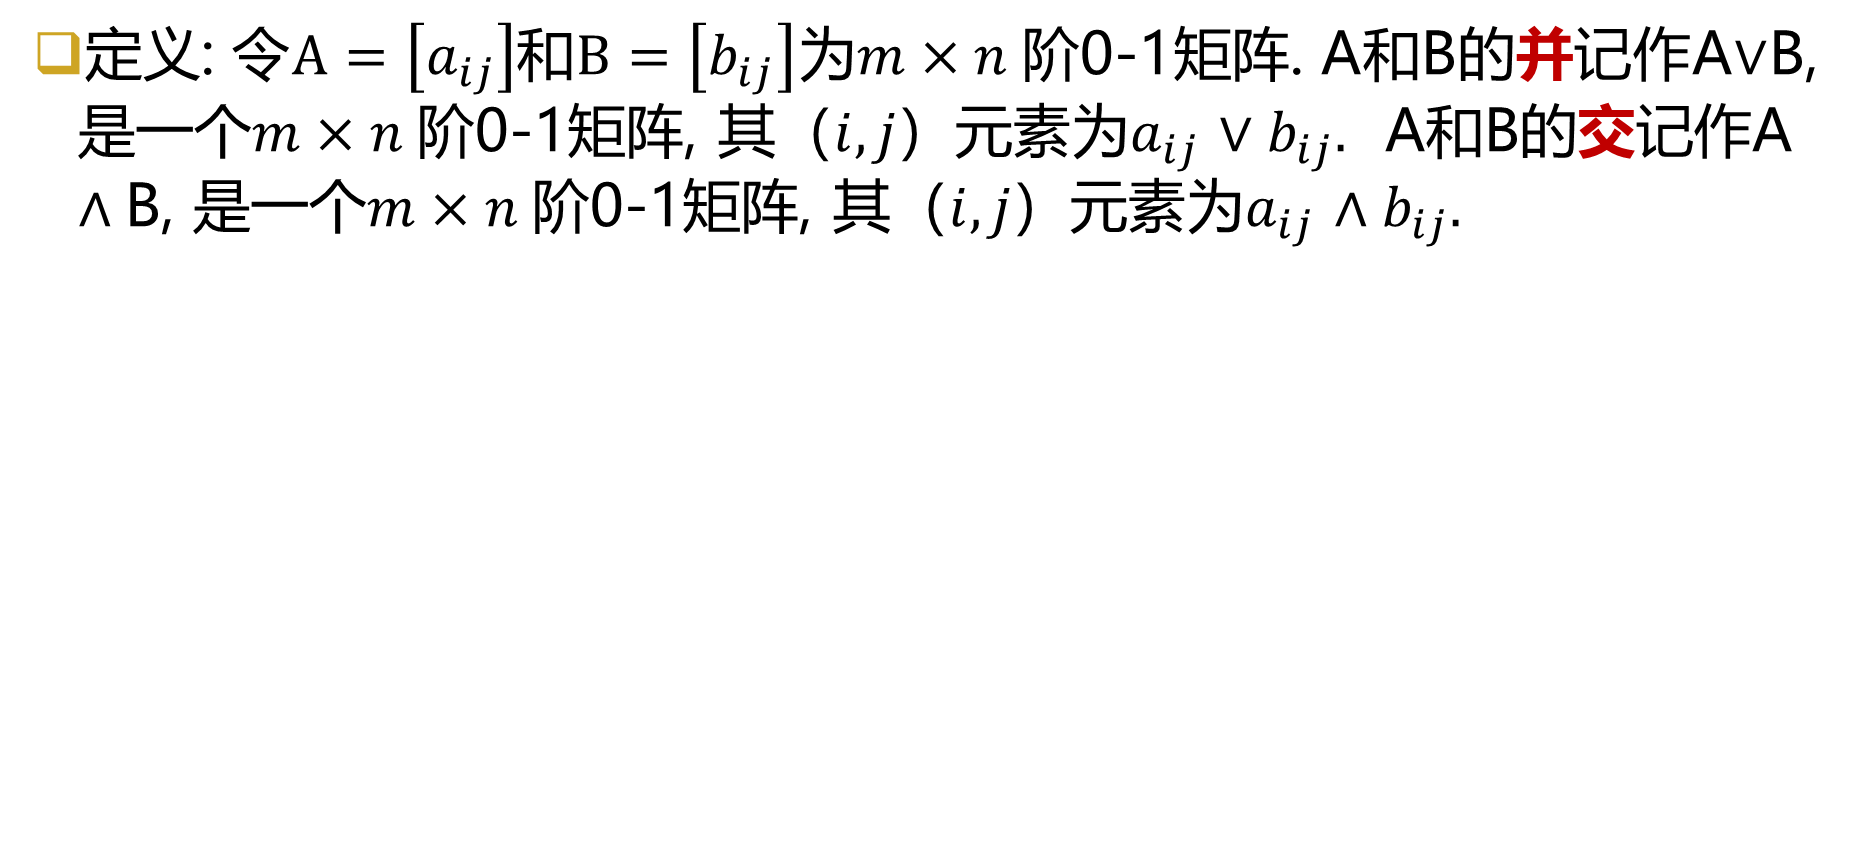 定义: 令A = [aᵢⱼ]和B = [bᵢⱼ]为m × n 阶0-1矩阵. A和B的并记作A∨B,
是一个m × n 阶0-1矩阵, 其（i,j）元素为aᵢⱼ ∨ bᵢⱼ. A和B的交记作A
∧ B, 是一个m × n 阶0-1矩阵, 其（i,j）元素为aᵢⱼ ∧ bᵢⱼ.